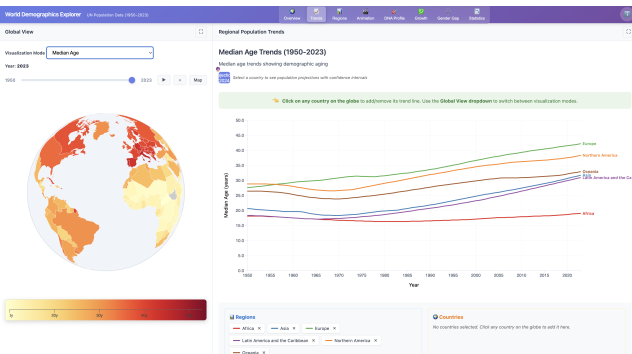 World Demographics Explorer UN Population Data (1950-2023)
Overview Trends Regions Animation DNA Profile Growth Gender Gap Statistics
Global View
Visualization Mode Median Age
Year: 2023
1950 2023 Map
Regional Population Trends
Median Age Trends (1950-2023)
Median age trends showing demographic aging
Select a country to see population projections with confidence intervals
Click on any country on the globe to add/remove its trend line. Use the Global View dropdown to switch between visualization modes.
Median Age (years)
50.0
45.0
40.0
35.0
30.0
25.0
20.0
15.0
10.0
5.0
0.0
1950 1955 1960 1965 1970 1975 1980 1985 1990 1995 2000 2005 2010 2015 2020
Year
Europe
Northern America
Oceania
Latin America and the Ca
Africa
Regions
Africa × Asia × Europe ×
Latin America and the Caribbean × Northern America ×
Oceania ×
Countries
No countries selected. Click any country on the globe to add it here.